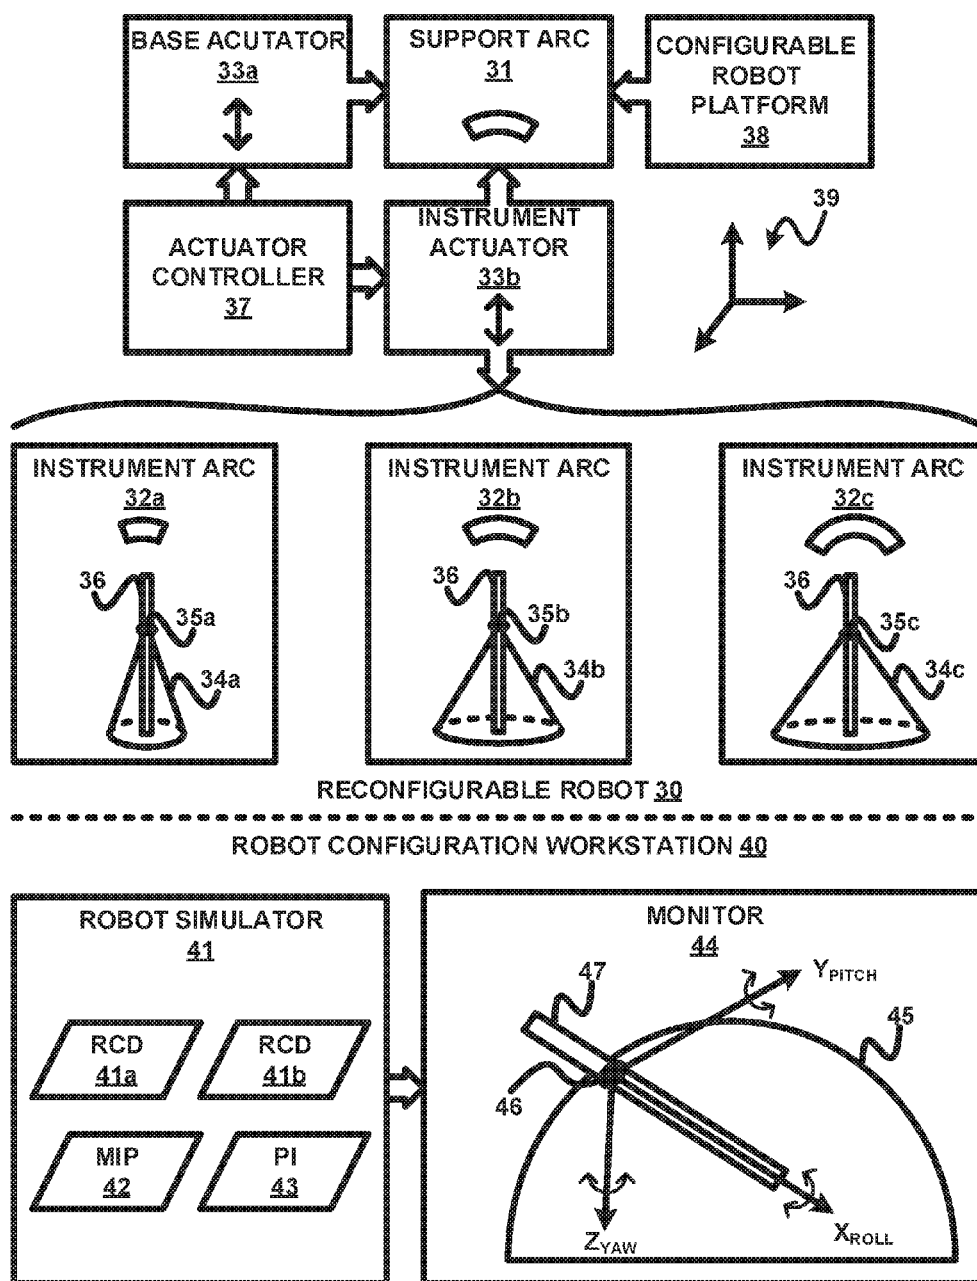 BASE ACUTATOR
33a
SUPPORT ARC
31
CONFIGURABLE
ROBOT
PLATFORM
38
ACTUATOR
CONTROLLER
37
INSTRUMENT
ACTUATOR
33b
39
INSTRUMENT ARC
32a
36
35a
34a
INSTRUMENT ARC
32b
36
35b
34b
INSTRUMENT ARC
32c
36
35c
34c
RECONFIGURABLE ROBOT 30
ROBOT CONFIGURATION WORKSTATION 40
ROBOT SIMULATOR
41
RCD
41a
RCD
41b
MIP
42
PI
43
MONITOR
44
47
YPITCH
45
46
ZYAW
XROLL